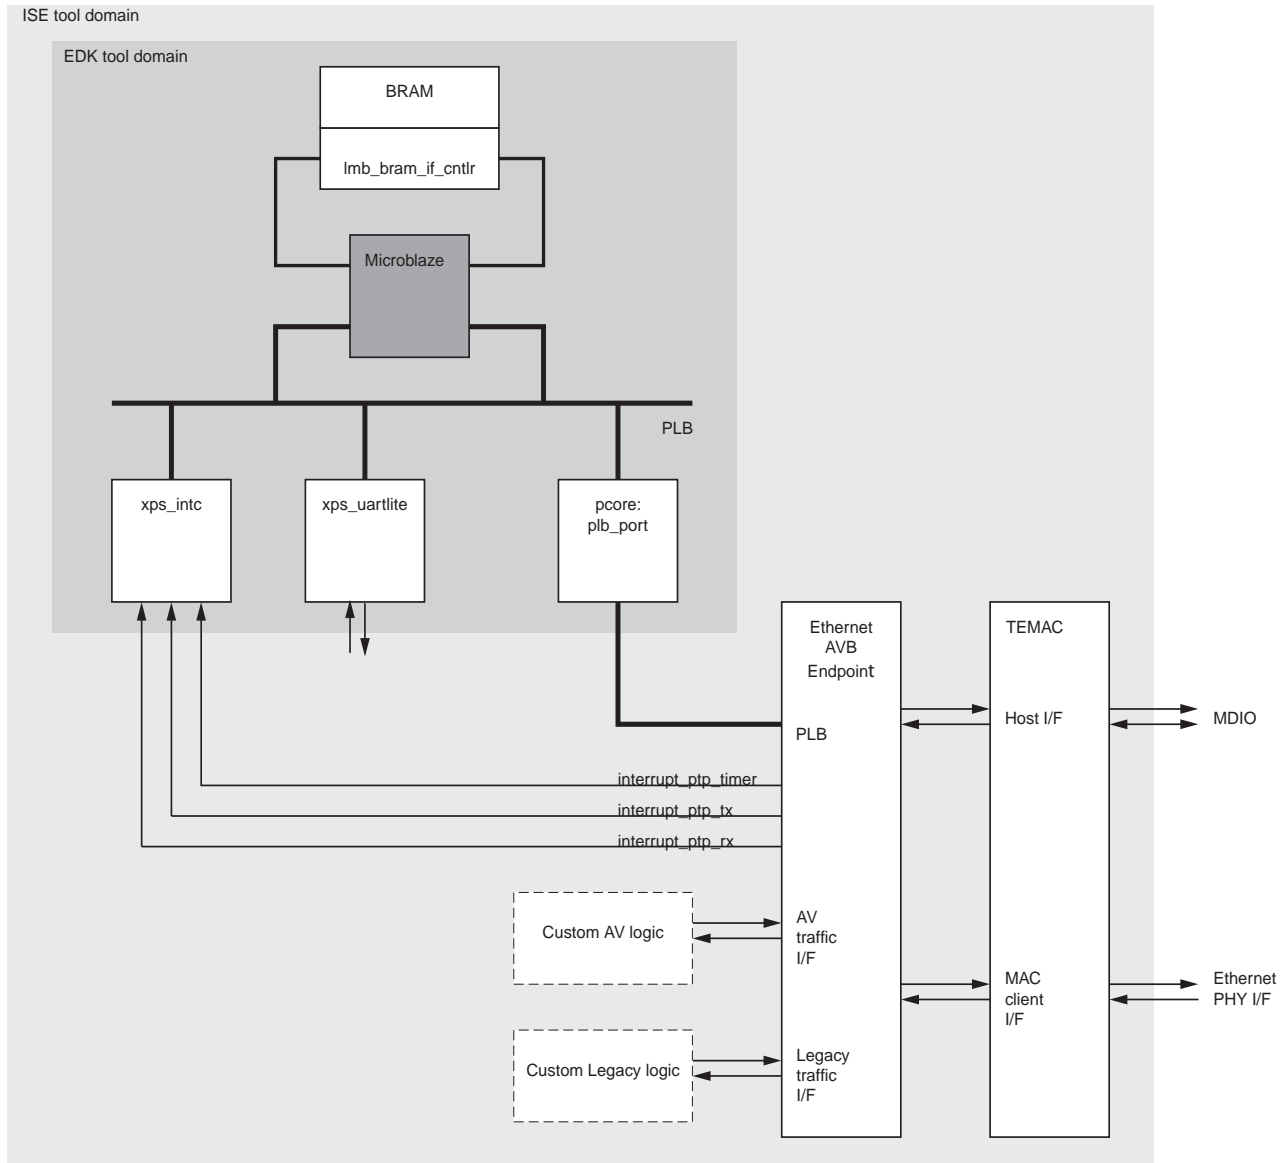 ISE tool domain
EDK tool domain
BRAM
lmb_bram_if_cntlr
Microblaze
PLB
xps_intc
xps_uartlite
pcore:
plb_port
Ethernet
AVB
Endpoint
TEMAC
PLB
Host I/F
MDIO
interrupt_ptp_timer
interrupt_ptp_tx
interrupt_ptp_rx
Custom AV logic
AV
traffic
I/F
MAC
client
I/F
Ethernet
PHY I/F
Custom Legacy logic
Legacy
traffic
I/F